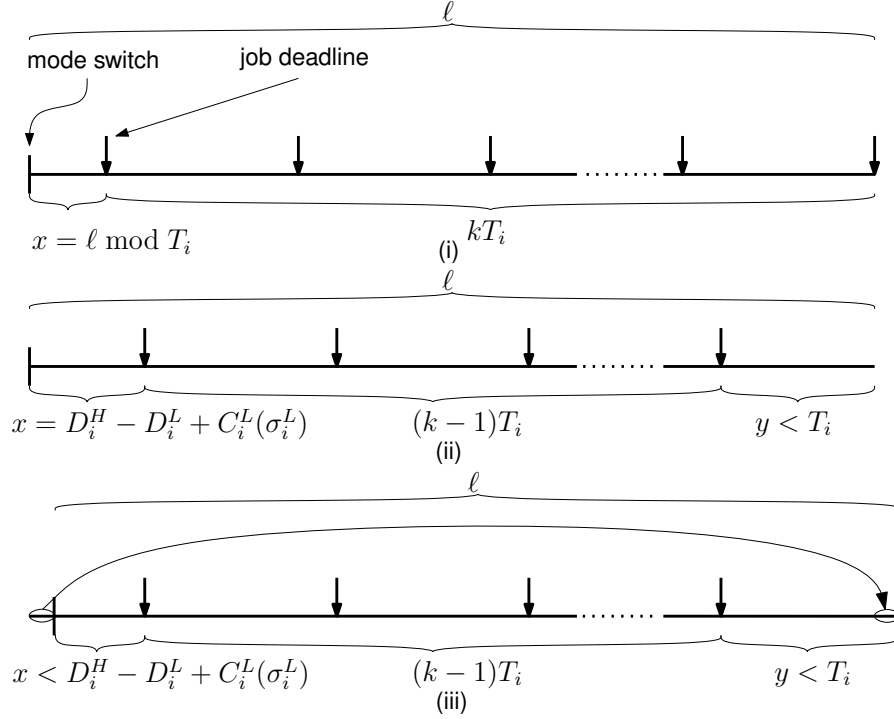 ℓ
mode switch
job deadline
x = ℓ mod T_i
kT_i
(i)
ℓ
x = D_i^H − D_i^L + C_i^L(σ_i^L)
(k − 1)T_i
y < T_i
(ii)
ℓ
x < D_i^H − D_i^L + C_i^L(σ_i^L)
(k − 1)T_i
y < T_i
(iii)